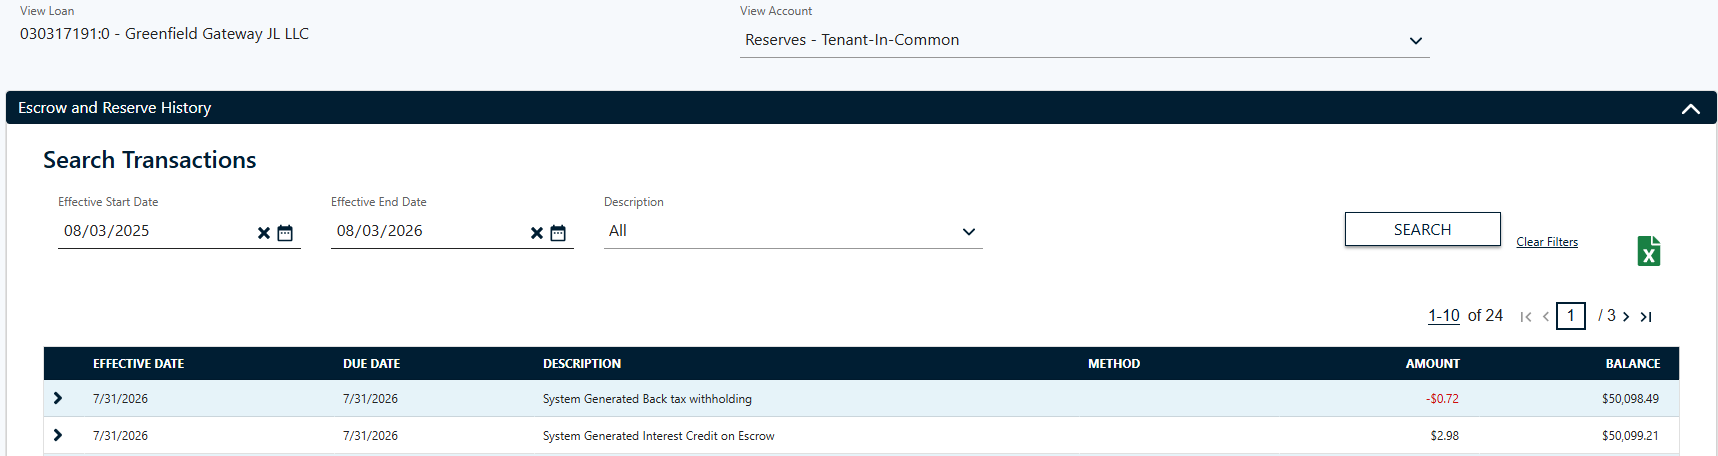 View Loan
030317191:0 - Greenfield Gateway JL LLC
View Account
Reserves - Tenant-In-Common
Escrow and Reserve History
Search Transactions
Effective Start Date
08/03/2025
Effective End Date
08/03/2026
Description
All
SEARCH
Clear Filters
1-10 of 24
1 / 3
EFFECTIVE DATE DUE DATE DESCRIPTION METHOD AMOUNT BALANCE
7/31/2026 7/31/2026 System Generated Back tax withholding -$0.72 $50,098.49
7/31/2026 7/31/2026 System Generated Interest Credit on Escrow $2.98 $50,099.21